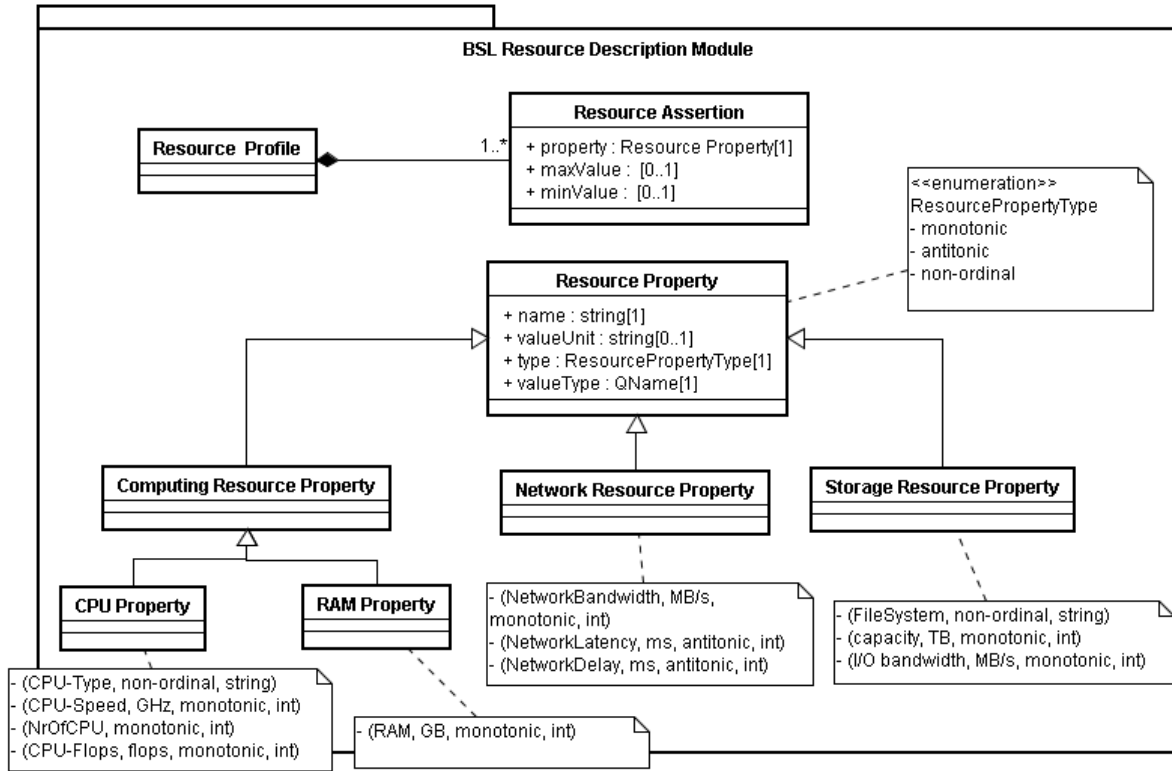 BSL Resource Description Module
Resource Profile
1..*
Resource Assertion
+ property : Resource Property[1]
+ maxValue : [0..1]
+ minValue : [0..1]
<<enumeration>>
ResourcePropertyType
- monotonic
- antitonic
- non-ordinal
Resource Property
+ name : string[1]
+ valueUnit : string[0..1]
+ type : ResourcePropertyType[1]
+ valueType : QName[1]
Computing Resource Property
Network Resource Property
Storage Resource Property
CPU Property
RAM Property
- (NetworkBandwidth, MB/s,
monotonic, int)
- (NetworkLatency, ms, antitonic, int)
- (NetworkDelay, ms, antitonic, int)
- (FileSystem, non-ordinal, string)
- (capacity, TB, monotonic, int)
- (I/O bandwidth, MB/s, monotonic, int)
- (CPU-Type, non-ordinal, string)
- (CPU-Speed, GHz, monotonic, int)
- (NrOfCPU, monotonic, int)
- (CPU-Flops, flops, monotonic, int)
- (RAM, GB, monotonic, int)